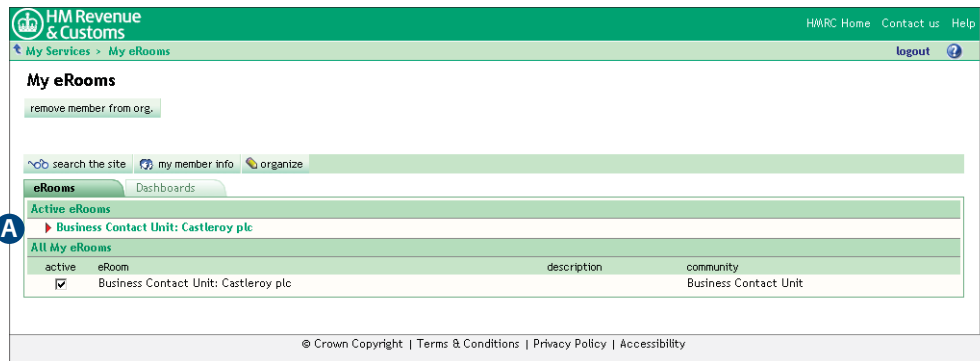 HM Revenue
& Customs
HMRC Home Contact us Help
My Services > My eRooms
logout ?
My eRooms
remove member from org.
search the site my member info organize
eRooms Dashboards
Active eRooms
A
Business Contact Unit: Castleroy plc
All My eRooms
active eRoom description community
Business Contact Unit: Castleroy plc Business Contact Unit
© Crown Copyright | Terms & Conditions | Privacy Policy | Accessibility